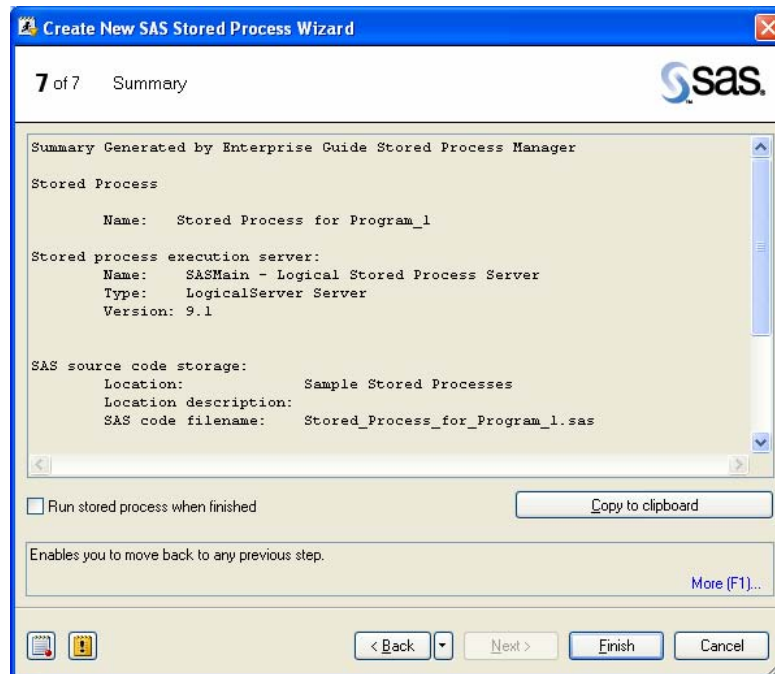 Create New SAS Stored Process Wizard
7 of 7 Summary
sas.
TM
Summary Generated by Enterprise Guide Stored Process Manager
Stored Process
Name: Stored Process for Program_1
Stored process execution server:
Name: SASMain - Logical Stored Process Server
Type: LogicalServer Server
Version: 9.1
SAS source code storage:
Location: Sample Stored Processes
Location description:
SAS code filename: Stored_Process_for_Program_1.sas
Run stored process when finished
Copy to clipboard
Enables you to move back to any previous step.
More (F1)...
< Back
Next >
Finish
Cancel